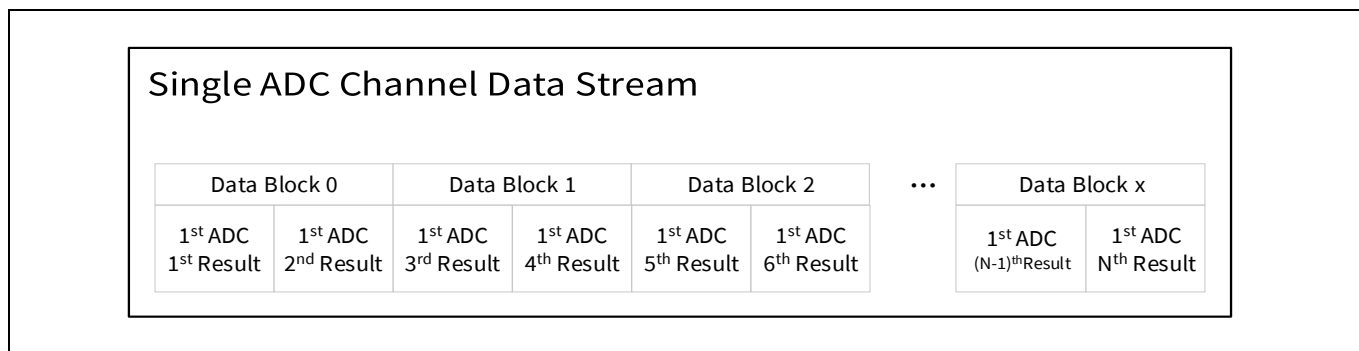 Single ADC Channel Data Stream
Data Block 0 Data Block 1 Data Block 2 ... Data Block x
1st ADC 1st ADC 1st ADC 1st ADC 1st ADC 1st ADC 1st ADC 1st ADC
1st Result 2nd Result 3rd Result 4th Result 5th Result 6th Result (N-1)th Result Nth Result